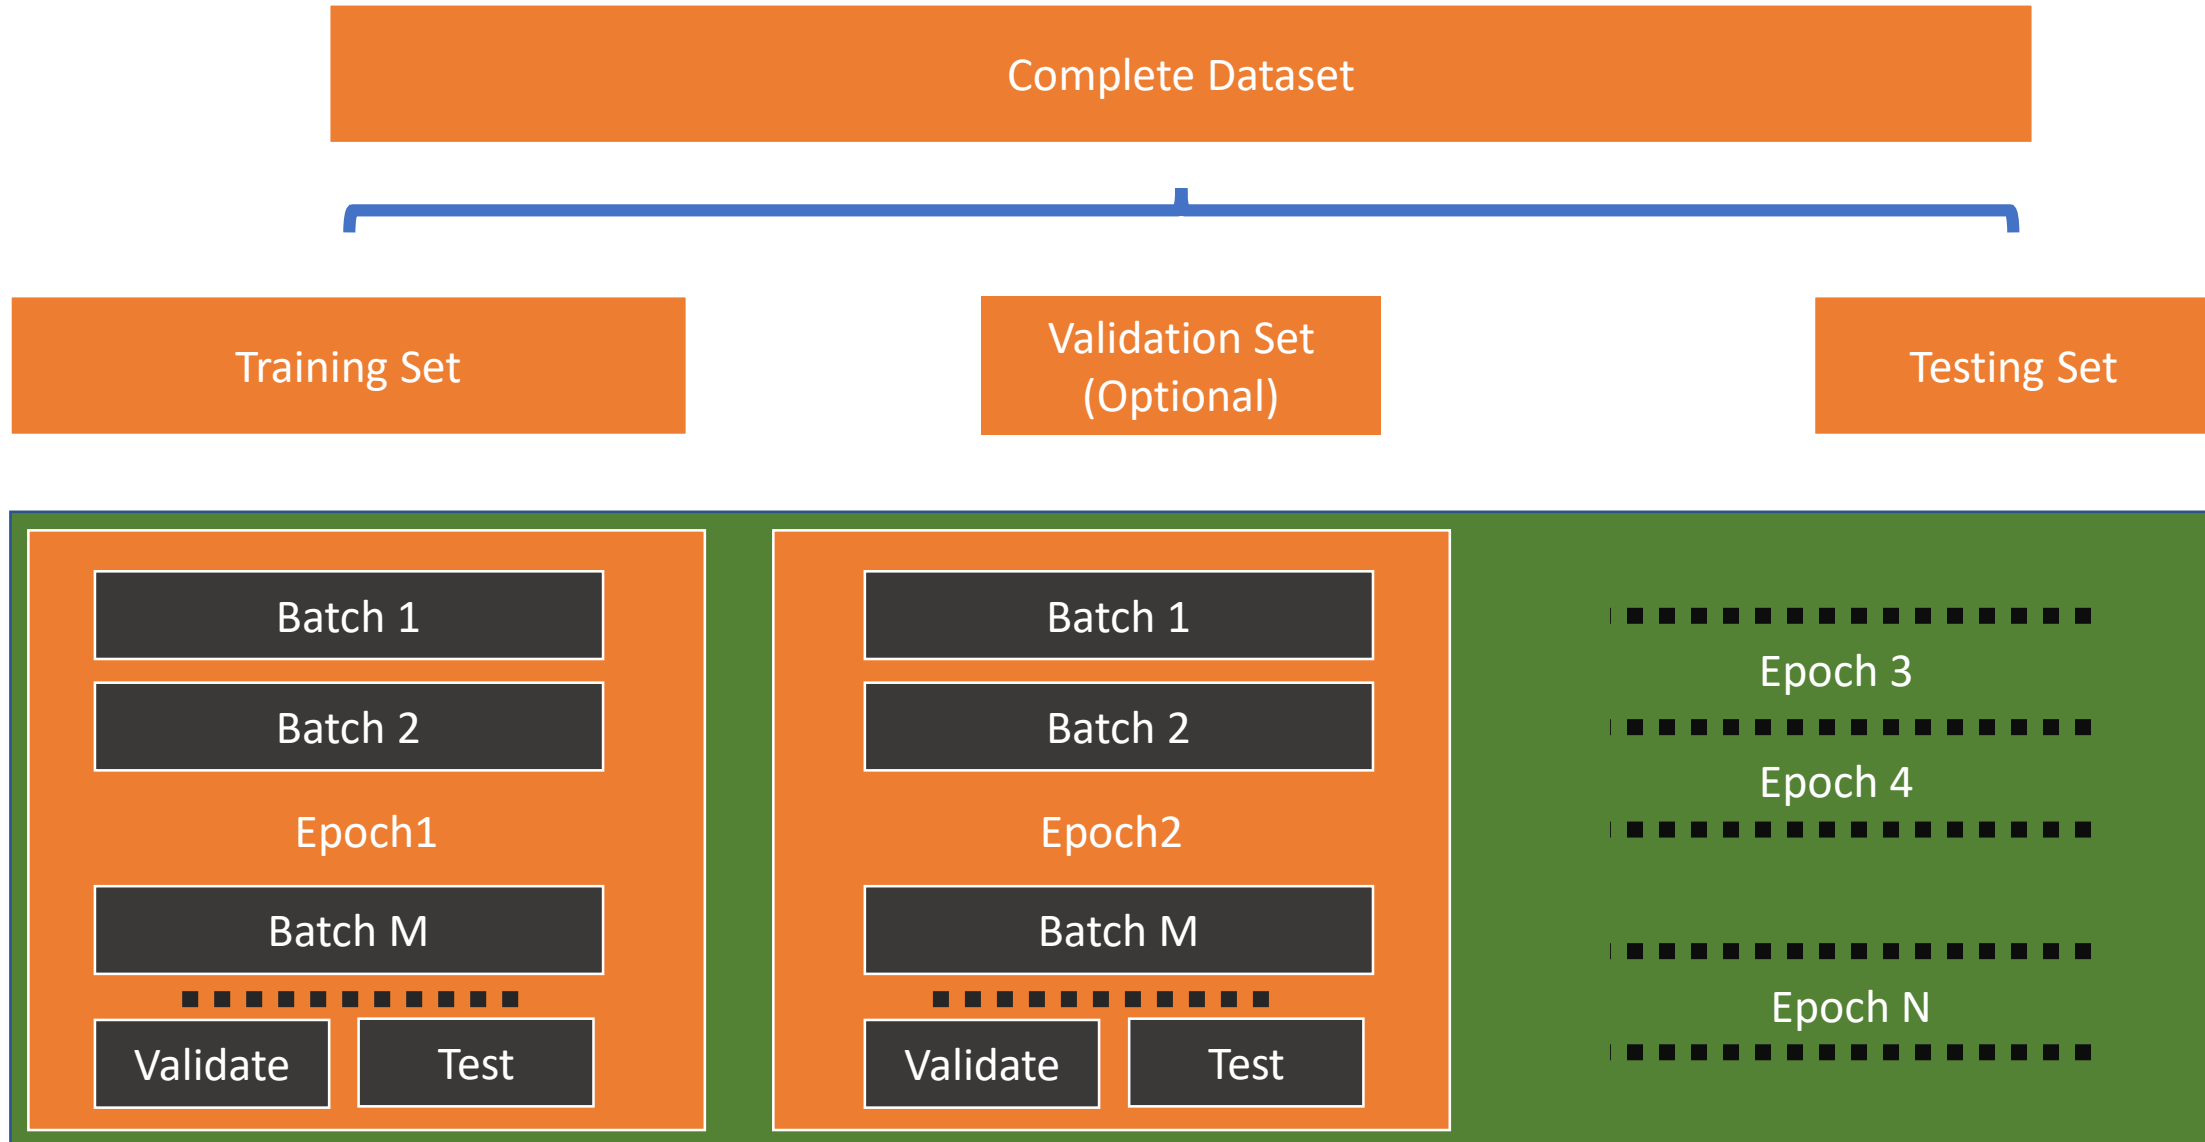 Complete Dataset
Training Set
Validation Set
(Optional)
Testing Set
Batch 1
Batch 2
Epoch1
Batch M
Validate
Test
Batch 1
Batch 2
Epoch2
Batch M
Validate
Test
Epoch 3
Epoch 4
Epoch N